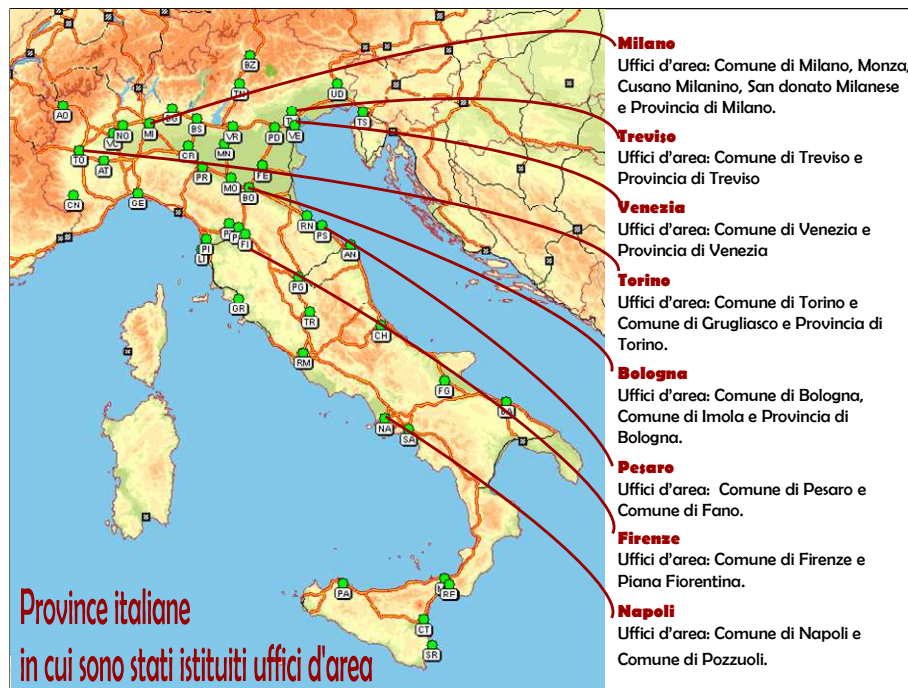 Milano
Uffici d'area: Comune di Milano, Monza,
Cusano Milanino, San donato Milanese
e Provincia di Milano.
Treviso
Uffici d'area: Comune di Treviso e
Provincia di Treviso
Venezia
Uffici d'area: Comune di Venezia e
Provincia di Venezia
Torino
Uffici d'area: Comune di Torino e
Comune di Grugliasco e Provincia di
Torino.
Bologna
Uffici d'area: Comune di Bologna,
Comune di Imola e Provincia di
Bologna.
Pesaro
Uffici d'area: Comune di Pesaro e
Comune di Fano.
Firenze
Uffici d'area: Comune di Firenze e
Piana Fiorentina.
Napoli
Uffici d'area: Comune di Napoli e
Comune di Pozzuoli.
BZ
TN
UD
AO
BG
TS
NO
MI
BS
VR
PD
VE
TO
AT
CR
MN
PR
MO
FE
BO
CN
GE
RN
PS
FI
PI
LT
AN
PG
GR
TR
CH
RM
FG
BA
NA
SA
PA
RE
CT
SR
Province italiane
in cui sono stati istituiti uffici d'area